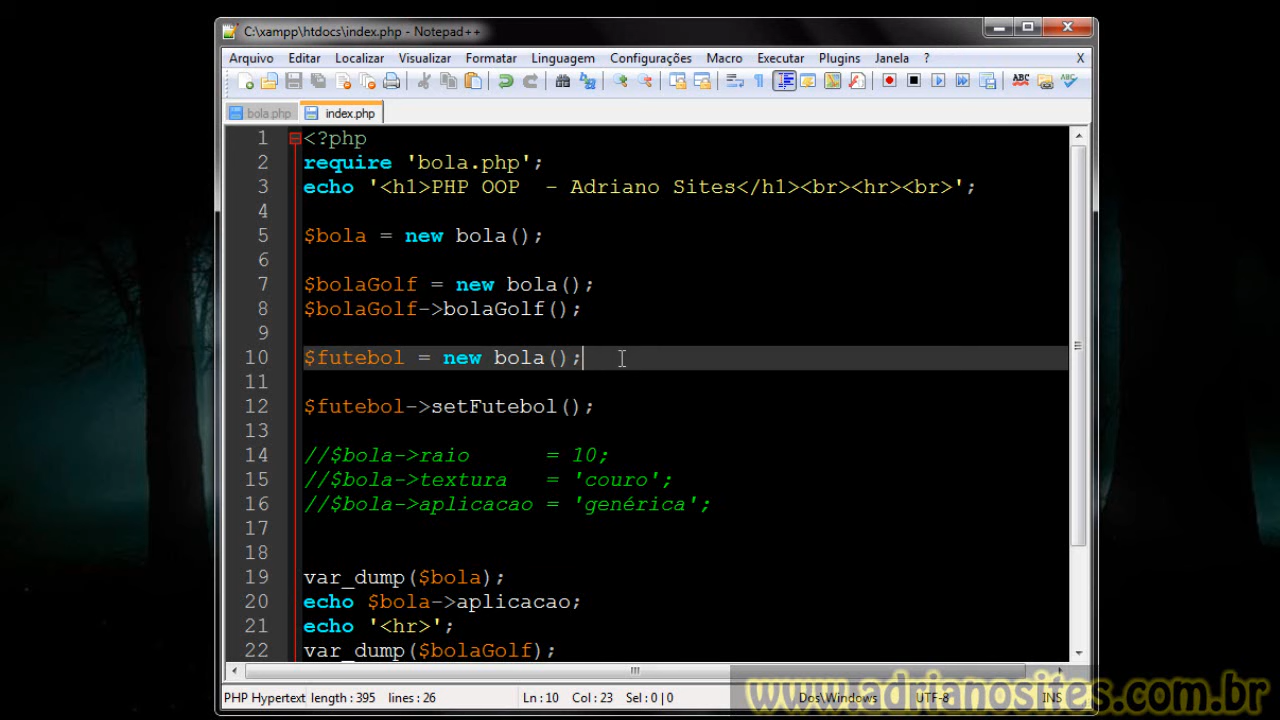 C:\xampp\htdocs\index.php - Notepad++
Arquivo Editar Localizar Visualizar Formatar Linguagem Configurações Macro Executar Plugins Janela ? X
bola.php index.php
1 <?php
2 require 'bola.php';
3 echo '<h1>PHP OOP  - Adriano Sites</h1><br><hr><br>';
4
5 $bola = new bola();
6
7 $bolaGolf = new bola();
8 $bolaGolf->bolaGolf();
9
10 $futebol = new bola();
11
12 $futebol->setFutebol();
13
14 //$bola->raio      = 10;
15 //$bola->textura   = 'couro';
16 //$bola->aplicacao = 'genérica';
17
18
19 var_dump($bola);
20 echo $bola->aplicacao;
21 echo '<hr>';
22 var_dump($bolaGolf);
PHP Hypertext length : 395 lines : 26 Ln : 10 Col : 23 Sel : 0 | 0 Dos\Windows UTF-8 INS
www.adrianosites.com.br